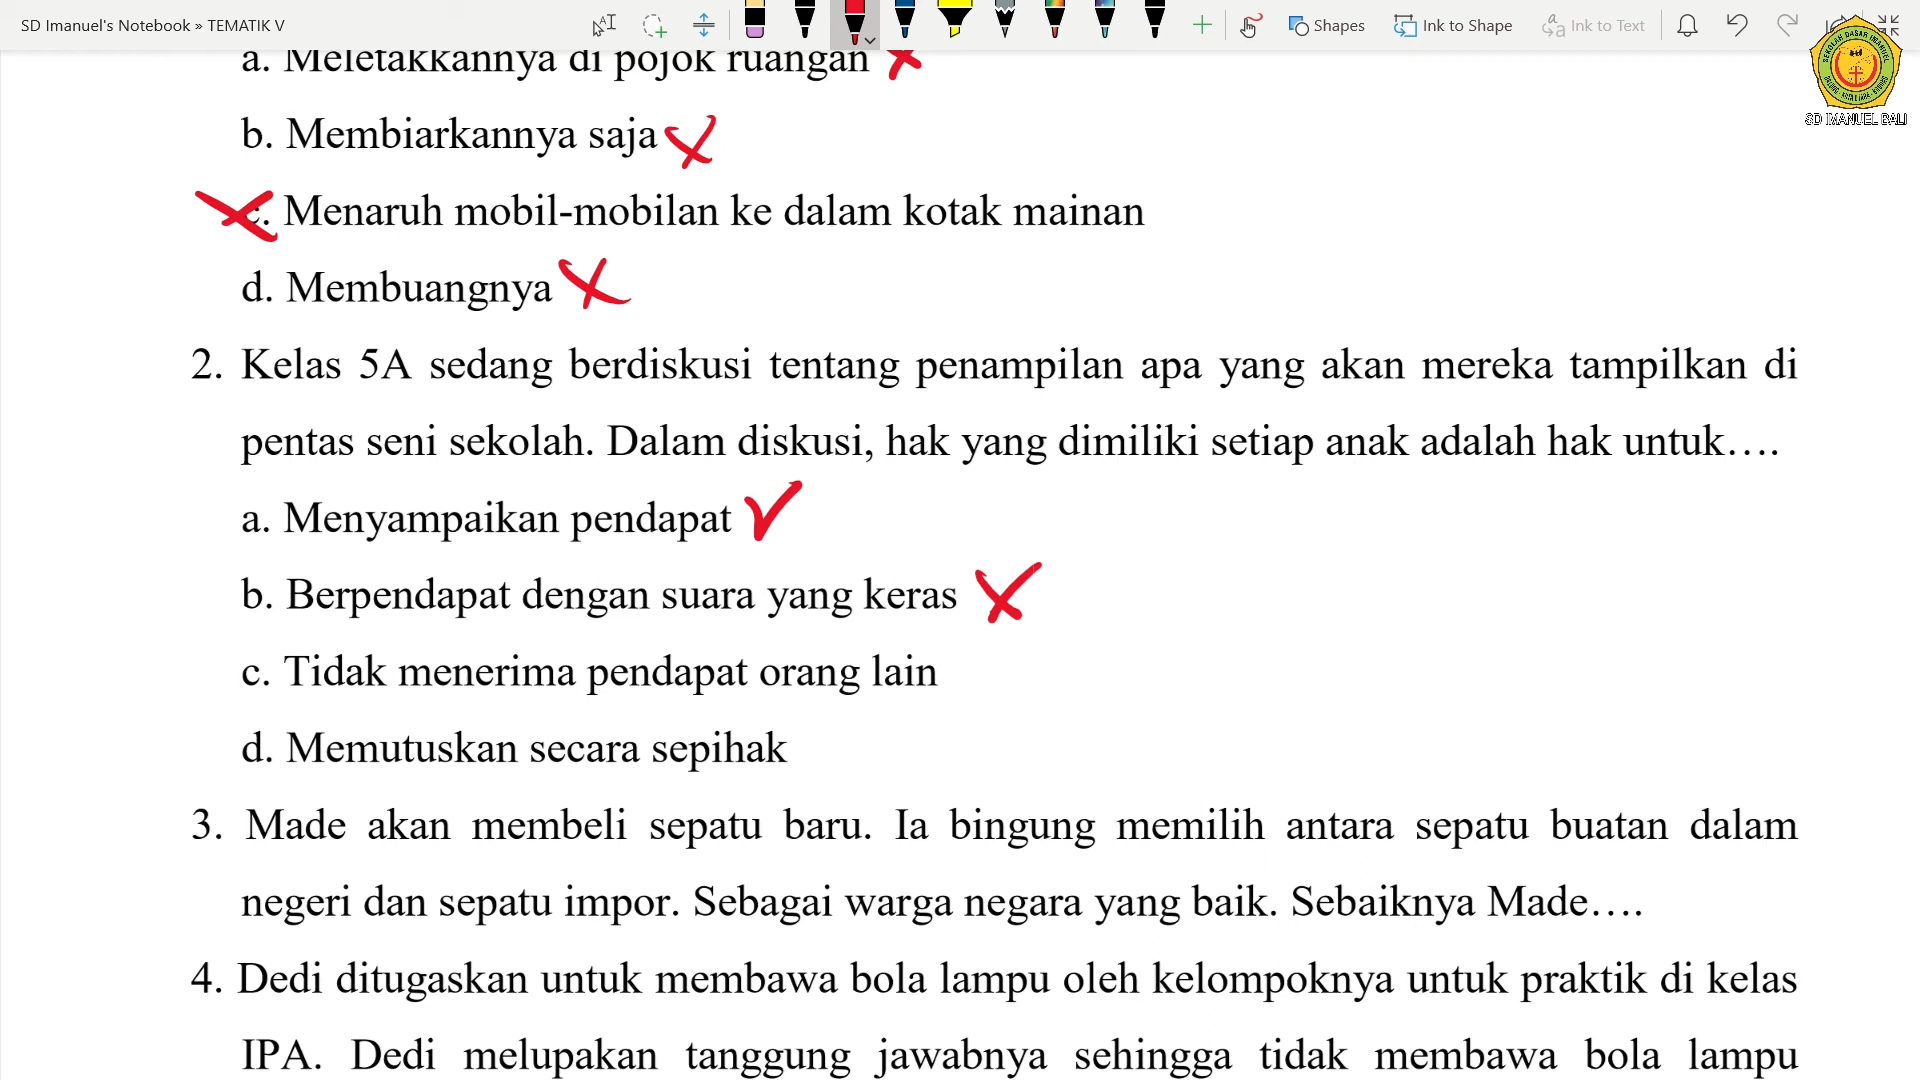 SD Imanuel's Notebook » TEMATIK V
Shapes
Ink to Shape
Ink to Text
SD IMANUEL BALI
a. Meletakkannya di pojok ruangan
b. Membiarkannya saja
c. Menaruh mobil-mobilan ke dalam kotak mainan
d. Membuangnya
2. Kelas 5A sedang berdiskusi tentang penampilan apa yang akan mereka tampilkan di
pentas seni sekolah. Dalam diskusi, hak yang dimiliki setiap anak adalah hak untuk….
a. Menyampaikan pendapat
b. Berpendapat dengan suara yang keras
c. Tidak menerima pendapat orang lain
d. Memutuskan secara sepihak
3. Made akan membeli sepatu baru. Ia bingung memilih antara sepatu buatan dalam
negeri dan sepatu impor. Sebagai warga negara yang baik. Sebaiknya Made….
4. Dedi ditugaskan untuk membawa bola lampu oleh kelompoknya untuk praktik di kelas
IPA. Dedi melupakan tanggung jawabnya sehingga tidak membawa bola lampu